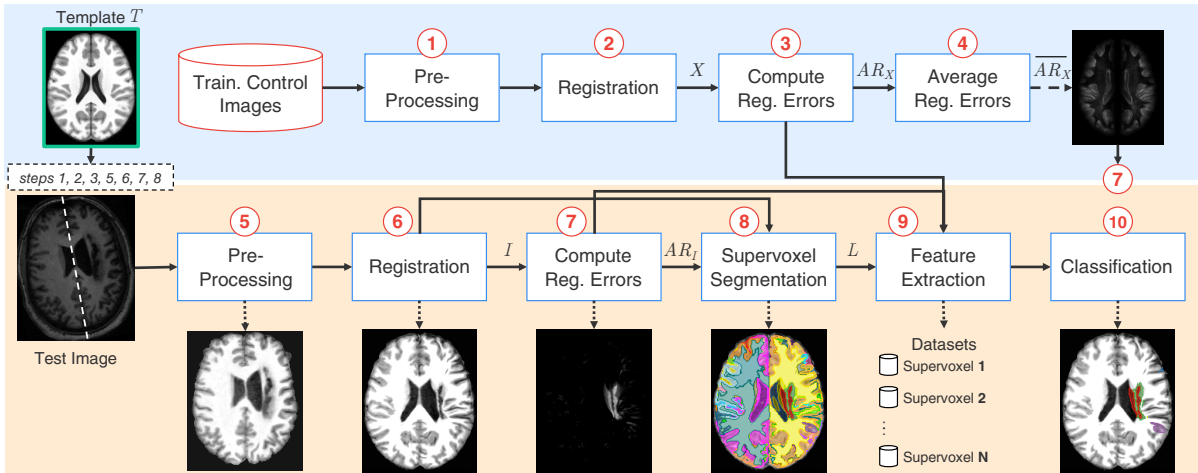 Template T
steps 1, 2, 3, 5, 6, 7, 8
Train. Control
Images
1
Pre-
Processing
2
Registration
X
3
Compute
Reg. Errors
AR_X
4
Average
Reg. Errors
\overline{AR_X}
7
Test Image
5
Pre-
Processing
6
Registration
I
7
Compute
Reg. Errors
AR_I
8
Supervoxel
Segmentation
L
9
Feature
Extraction
10
Classification
Datasets
Supervoxel 1
Supervoxel 2
⋮
Supervoxel N